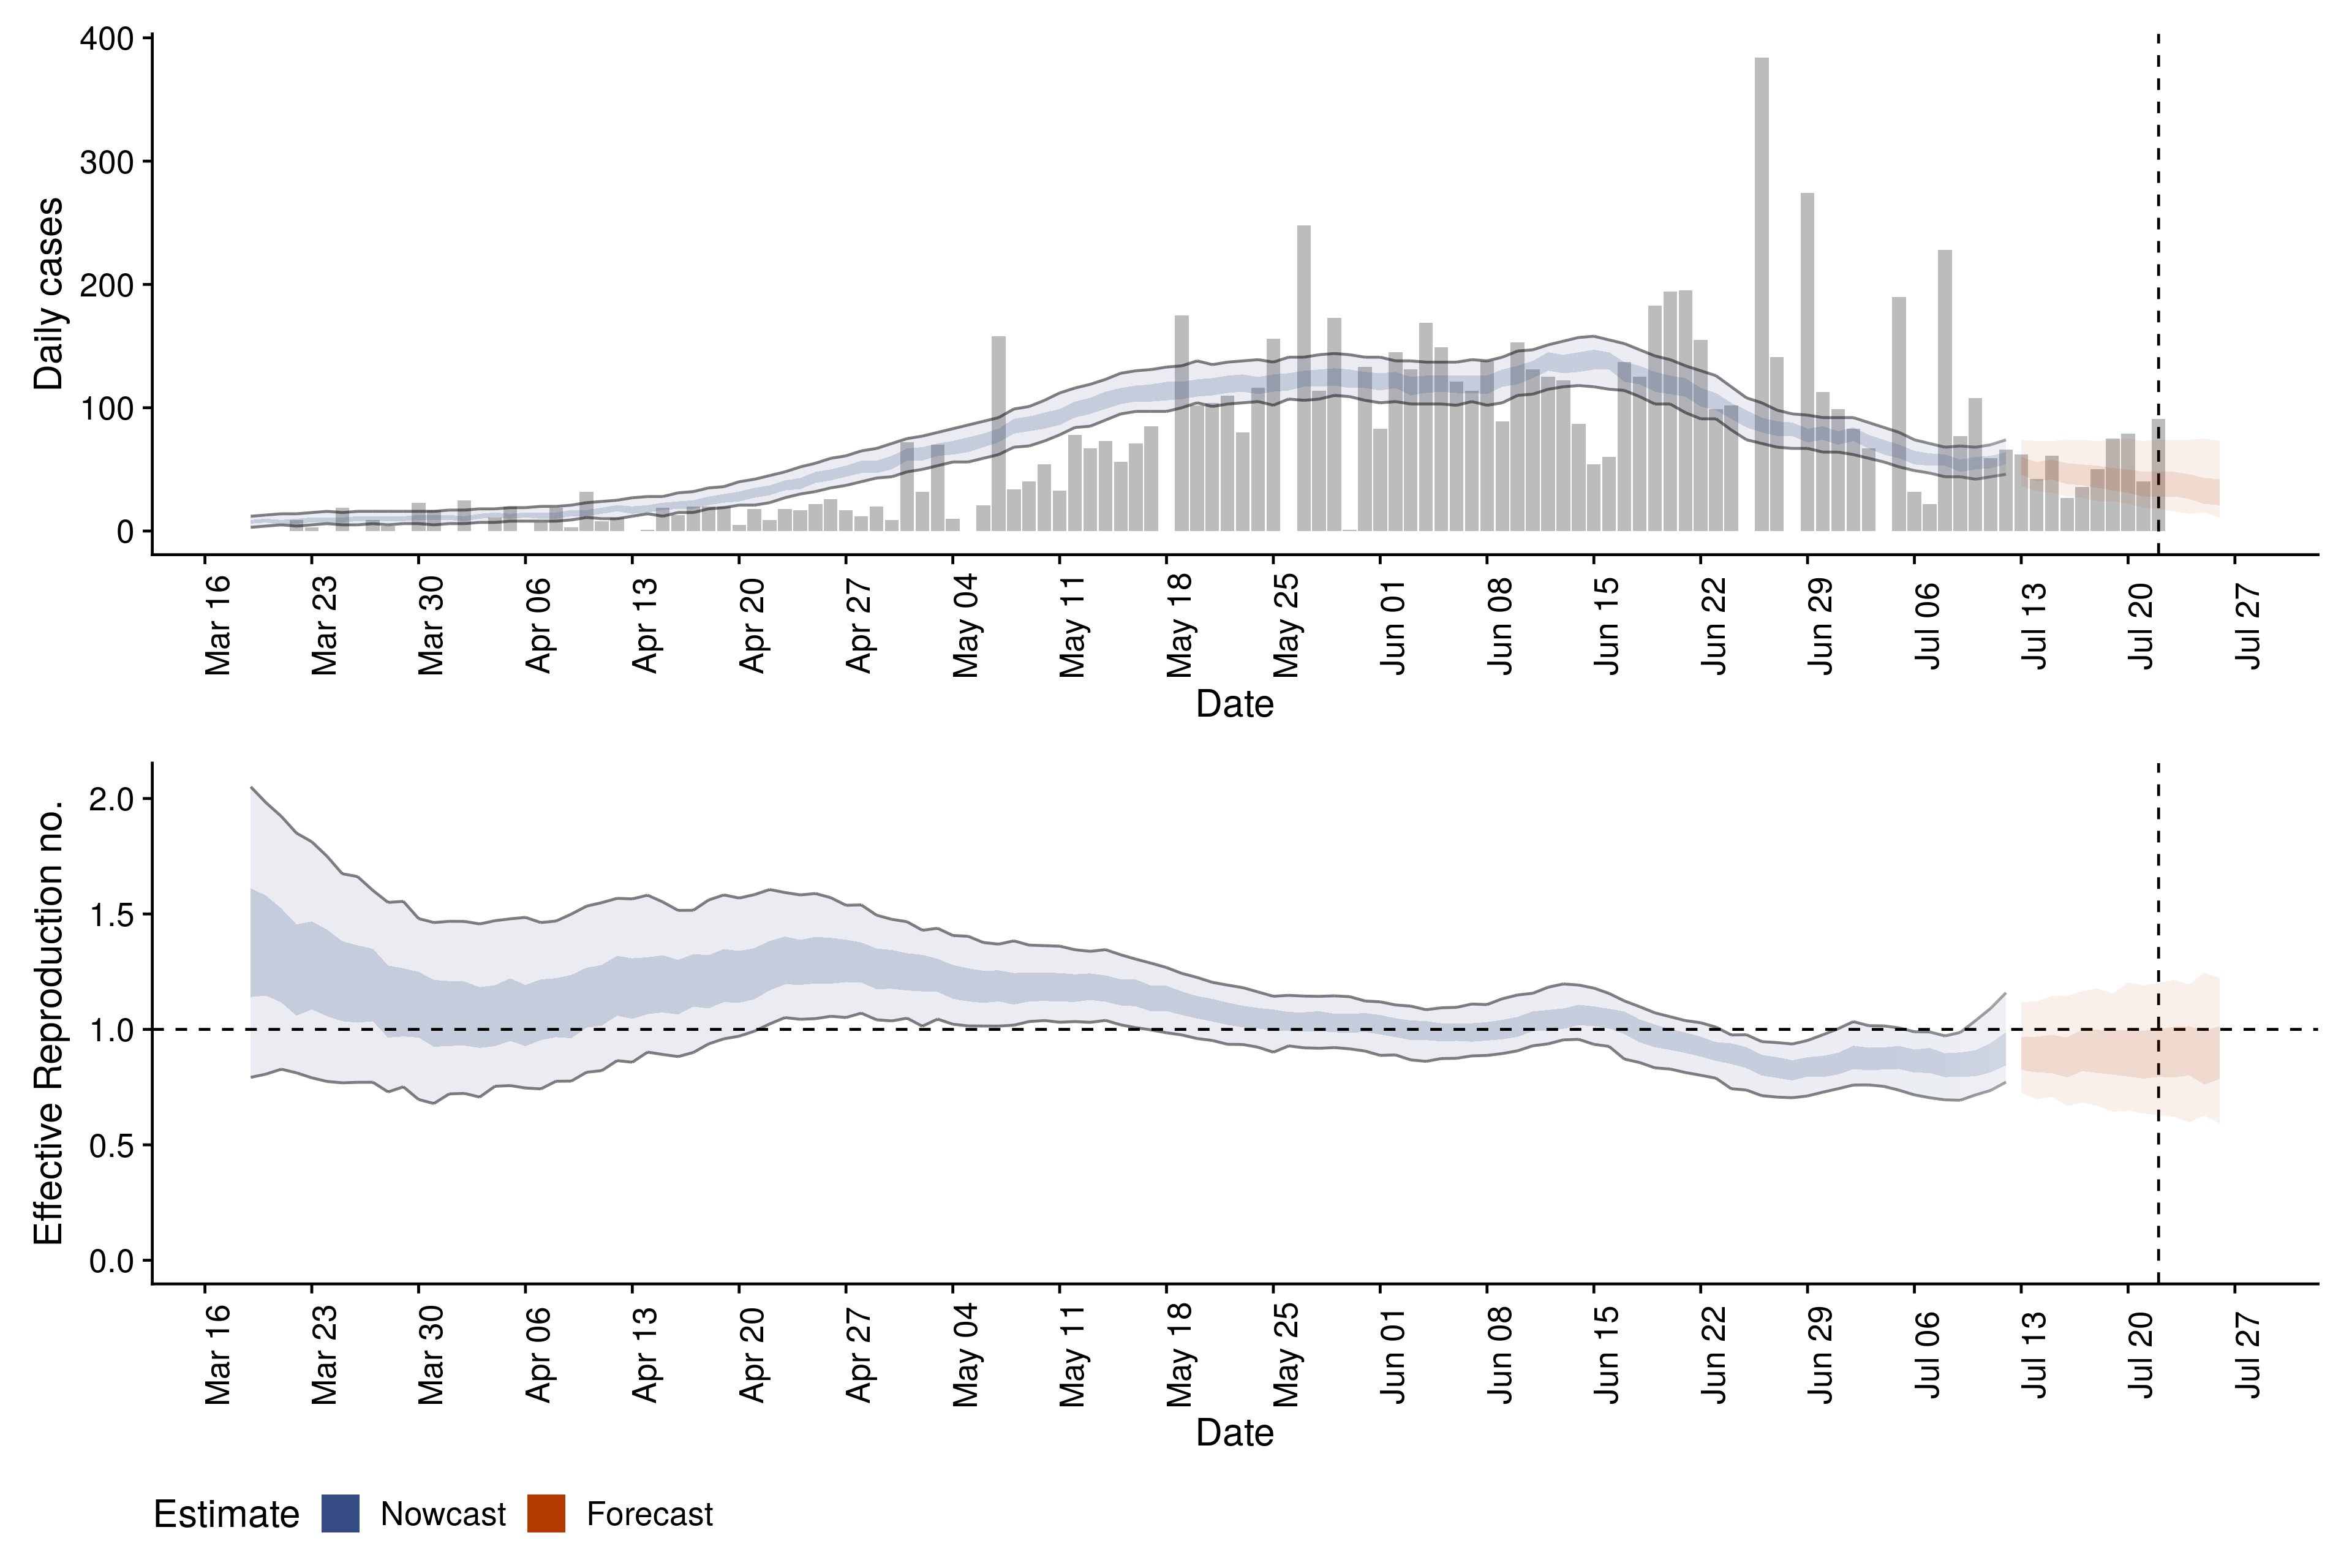 400
300
200
100
0
Daily cases
Mar 16
Mar 23
Mar 30
Apr 06
Apr 13
Apr 20
Apr 27
May 04
May 11
May 18
May 25
Jun 01
Jun 08
Jun 15
Jun 22
Jun 29
Jul 06
Jul 13
Jul 20
Jul 27
Date
2.0
1.5
1.0
0.5
0.0
Effective Reproduction no.
Mar 16
Mar 23
Mar 30
Apr 06
Apr 13
Apr 20
Apr 27
May 04
May 11
May 18
May 25
Jun 01
Jun 08
Jun 15
Jun 22
Jun 29
Jul 06
Jul 13
Jul 20
Jul 27
Date
Estimate Nowcast Forecast